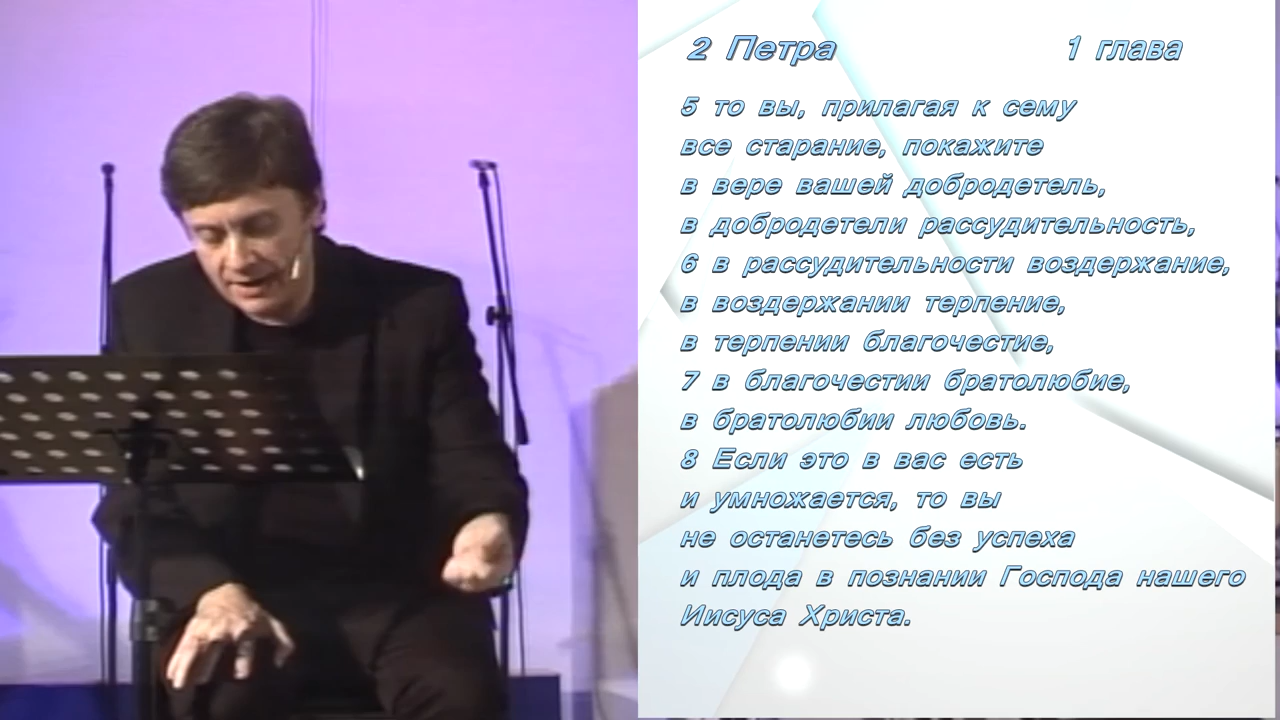 2 Петра 1 глава
5 то вы, прилагая к сему
все старание, покажите
в вере вашей добродетель,
в добродетели рассудительность,
6 в рассудительности воздержание,
в воздержании терпение,
в терпении благочестие,
7 в благочестии братолюбие,
в братолюбии любовь.
8 Если это в вас есть
и умножается, то вы
не останетесь без успеха
и плода в познании Господа нашего
Иисуса Христа.